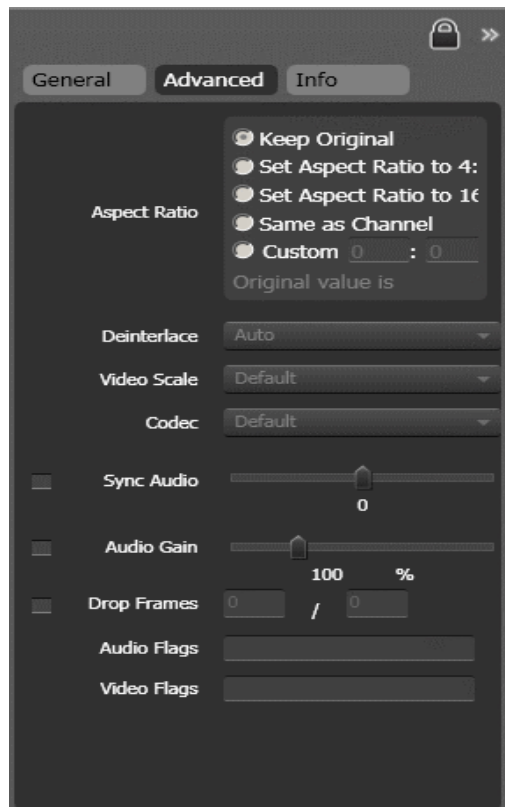 »
General Advanced Info
Keep Original
Set Aspect Ratio to 4:
Set Aspect Ratio to 16
Aspect Ratio
Same as Channel
Custom 0 : 0
Original value is
Deinterlace Auto
Video Scale Default
Codec Default
Sync Audio
0
Audio Gain
100 %
Drop Frames 0 / 0
Audio Flags
Video Flags